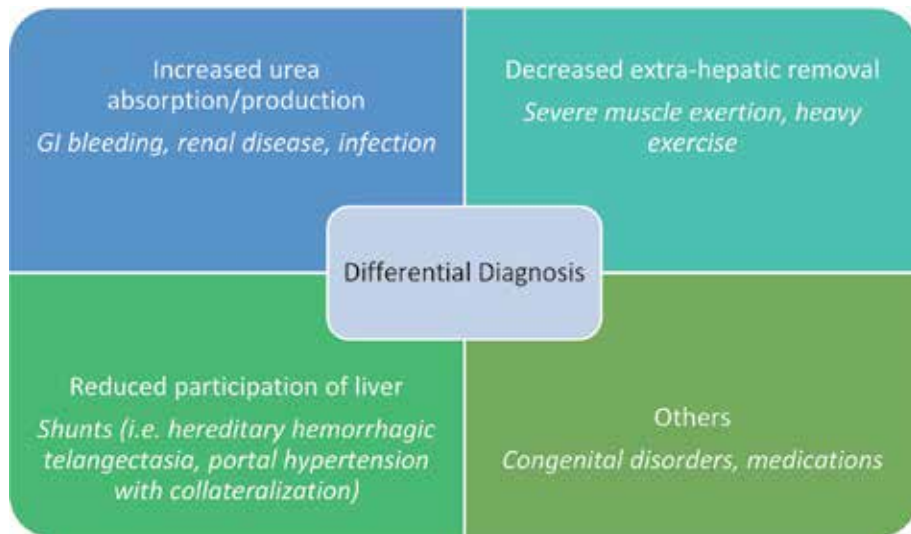 Increased urea
absorption/production
GI bleeding, renal disease, infection
Decreased extra-hepatic removal
Severe muscle exertion, heavy
exercise
Differential Diagnosis
Reduced participation of liver
Shunts (i.e. hereditary hemorrhagic
telangectasia, portal hypertension
with collateralization)
Others
Congenital disorders, medications